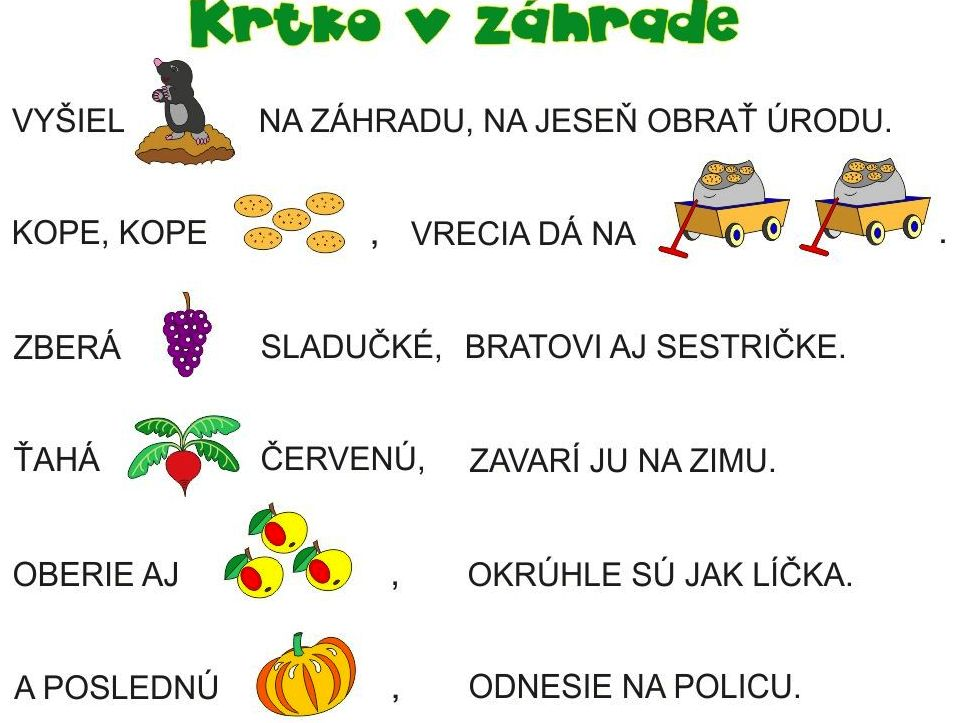 Krtko v záhrade
VYŠIEL NA ZÁHRADU, NA JESEŇ OBRAŤ ÚRODU.
KOPE, KOPE , VRECIA DÁ NA .
ZBERÁ SLADUČKÉ, BRATOVI AJ SESTRIČKE.
ŤAHÁ ČERVENÚ, ZAVARÍ JU NA ZIMU.
OBERIE AJ , OKRÚHLE SÚ JAK LÍČKA.
A POSLEDNÚ , ODNESIE NA POLICU.